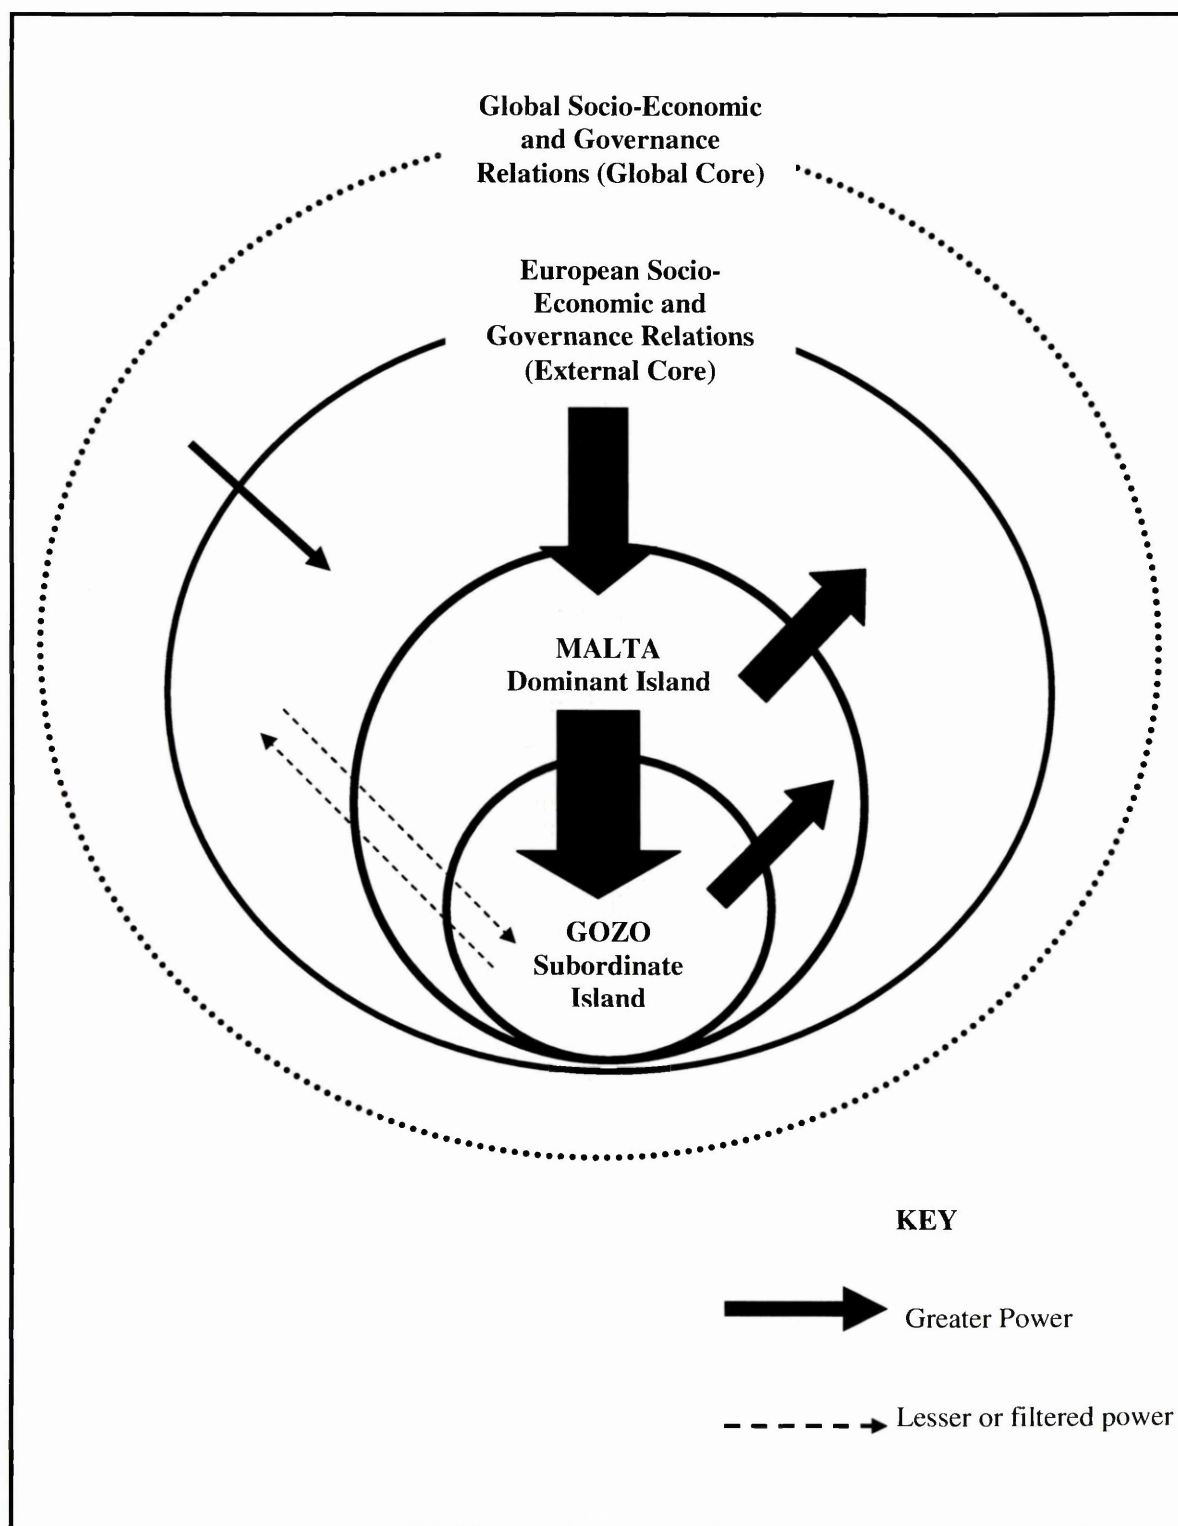 Global Socio-Economic
and Governance
Relations (Global Core)
European Socio-
Economic and
Governance Relations
(External Core)
MALTA
Dominant Island
GOZO
Subordinate
Island
KEY
Greater Power
Lesser or filtered power